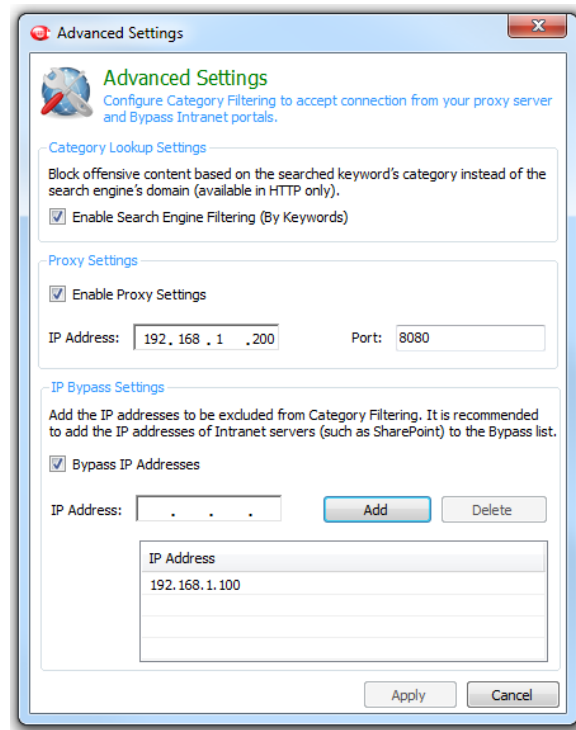 Advanced Settings
Advanced Settings
Configure Category Filtering to accept connection from your proxy server
and Bypass Intranet portals.
Category Lookup Settings
Block offensive content based on the searched keyword's category instead of the
search engine's domain (available in HTTP only).
Enable Search Engine Filtering (By Keywords)
Proxy Settings
Enable Proxy Settings
IP Address: 192 . 168 . 1 . 200 Port: 8080
IP Bypass Settings
Add the IP addresses to be excluded from Category Filtering. It is recommended
to add the IP addresses of Intranet servers (such as SharePoint) to the Bypass list.
Bypass IP Addresses
IP Address: . . . Add Delete
IP Address
192.168.1.100
Apply Cancel